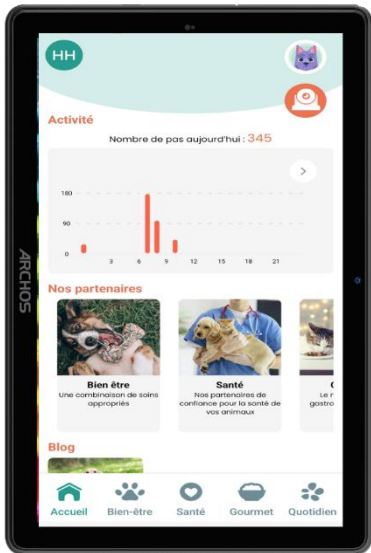 HH
Activité
Nombre de pas aujourd'hui : 345
180
90
0
3 6 9 12 15 18 21
Nos partenaires
Bien être
Une combinaison de soins
appropriés
Santé
Nos partenaires de
confiance pour la santé de
vos animaux
Blog
Accueil Bien-être Santé Gourmet Quotidien
ARCHOS